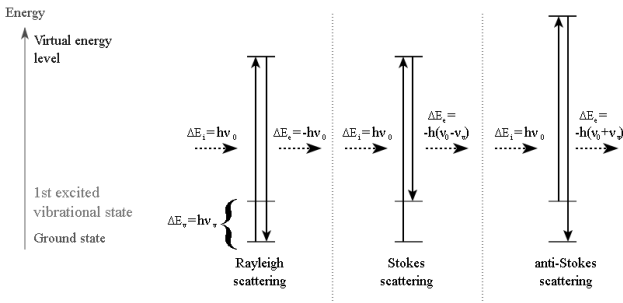 Energy
Virtual energy
level
ΔEᵢ=hν₀
ΔEₑ=-hν₀
ΔEᵢ=hν₀
ΔEₑ=
-h(ν₀-νᵥ)
ΔEᵢ=hν₀
ΔEₑ=
-h(ν₀+νᵥ)
1st excited
vibrational state
ΔEᵥ=hνᵥ
Ground state
Rayleigh
scattering
Stokes
scattering
anti-Stokes
scattering